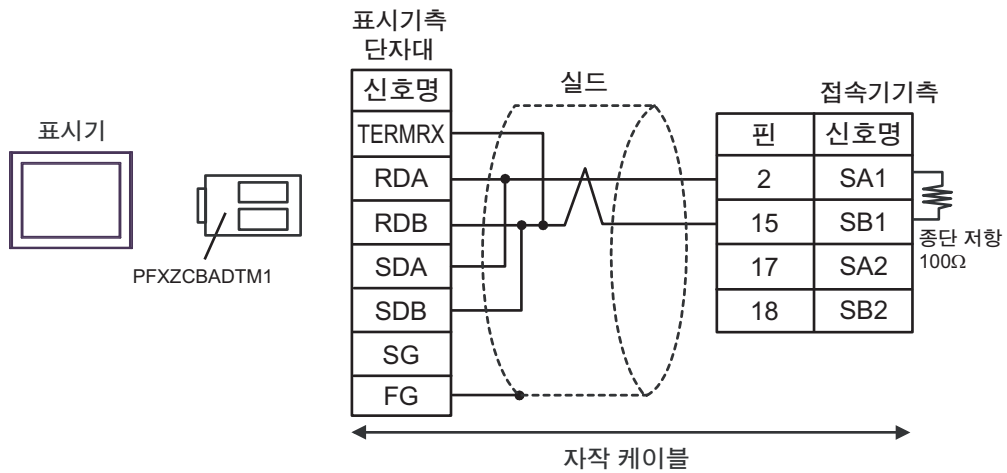 표시기측
단자대
신호명
TERMRX
RDA
RDB
SDA
SDB
SG
FG
실드
접속기기측
핀 신호명
2 SA1
15 SB1
17 SA2
18 SB2
종단 저항
100Ω
표시기
PFXZCBADTM1
자작 케이블